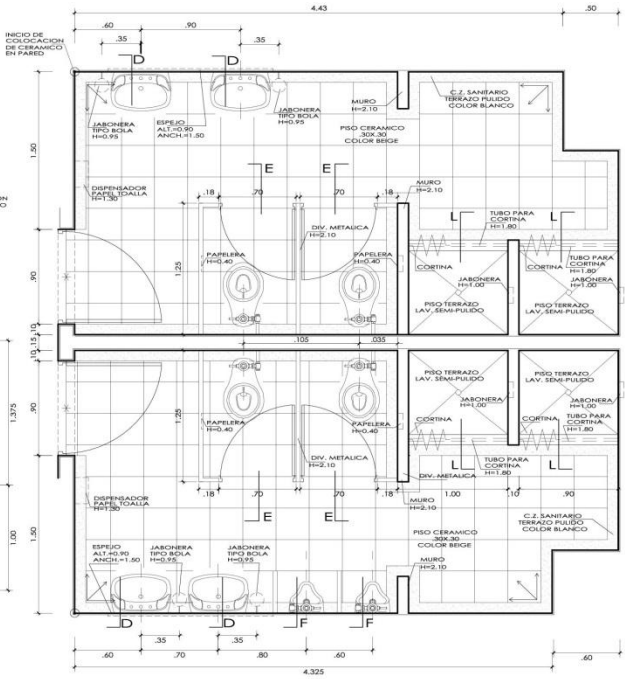 4.43
.50
.60
.90
.35
.35
INICIO DE
COLOCACION
DE CERAMICO
EN PARED
D
D
JABONERA
TIPO BOLA
H=0.95
ESPEJO
ALT.=0.90
ANCH.=1.50
JABONERA
TIPO BOLA
H=0.95
MURO
H=2.10
C.Z. SANITARIO
TERRAZO PULIDO
COLOR BLANCO
PISO CERAMICO
.30X.30
COLOR BEIGE
1.50
DISPENSADOR
PAPEL TOALLA
H=1.30
E
E
.18
.70
.70
.18
MURO
H=2.10
L
L
TUBO PARA
CORTINA
H=1.80
DIV. METALICA
H=2.10
PAPELERA
H=0.40
PAPELERA
H=0.40
CORTINA
CORTINA
TUBO PARA
CORTINA
H=1.80
JABONERA
H=1.00
JABONERA
H=1.00
.90
1.25
PISO TERRAZO
LAV. SEMI-PULIDO
PISO TERRAZO
LAV. SEMI-PULIDO
.10
.15
.10
.105
.035
PISO TERRAZO
LAV. SEMI-PULIDO
PISO TERRAZO
LAV. SEMI-PULIDO
1.375
.90
1.25
JABONERA
H=1.00
JABONERA
H=1.00
PAPELERA
H=0.40
PAPELERA
H=0.40
CORTINA
CORTINA
TUBO PARA
CORTINA
H=1.80
DIV. METALICA
H=2.10
TUBO PARA
CORTINA
H=1.80
L
L
DIV. METALICA
.18
.70
.70
.18
1.00
.10
.90
DISPENSADOR
PAPEL TOALLA
H=1.30
E
E
MURO
H=2.10
C.Z. SANITARIO
TERRAZO PULIDO
COLOR BLANCO
1.00
1.50
PISO CERAMICO
.30X.30
COLOR BEIGE
ESPEJO
ALT.=0.90
ANCH.=1.50
JABONERA
TIPO BOLA
H=0.95
JABONERA
TIPO BOLA
H=0.95
MURO
H=2.10
D
D
F
F
.35
.35
.60
.70
.80
.60
.60
4.325